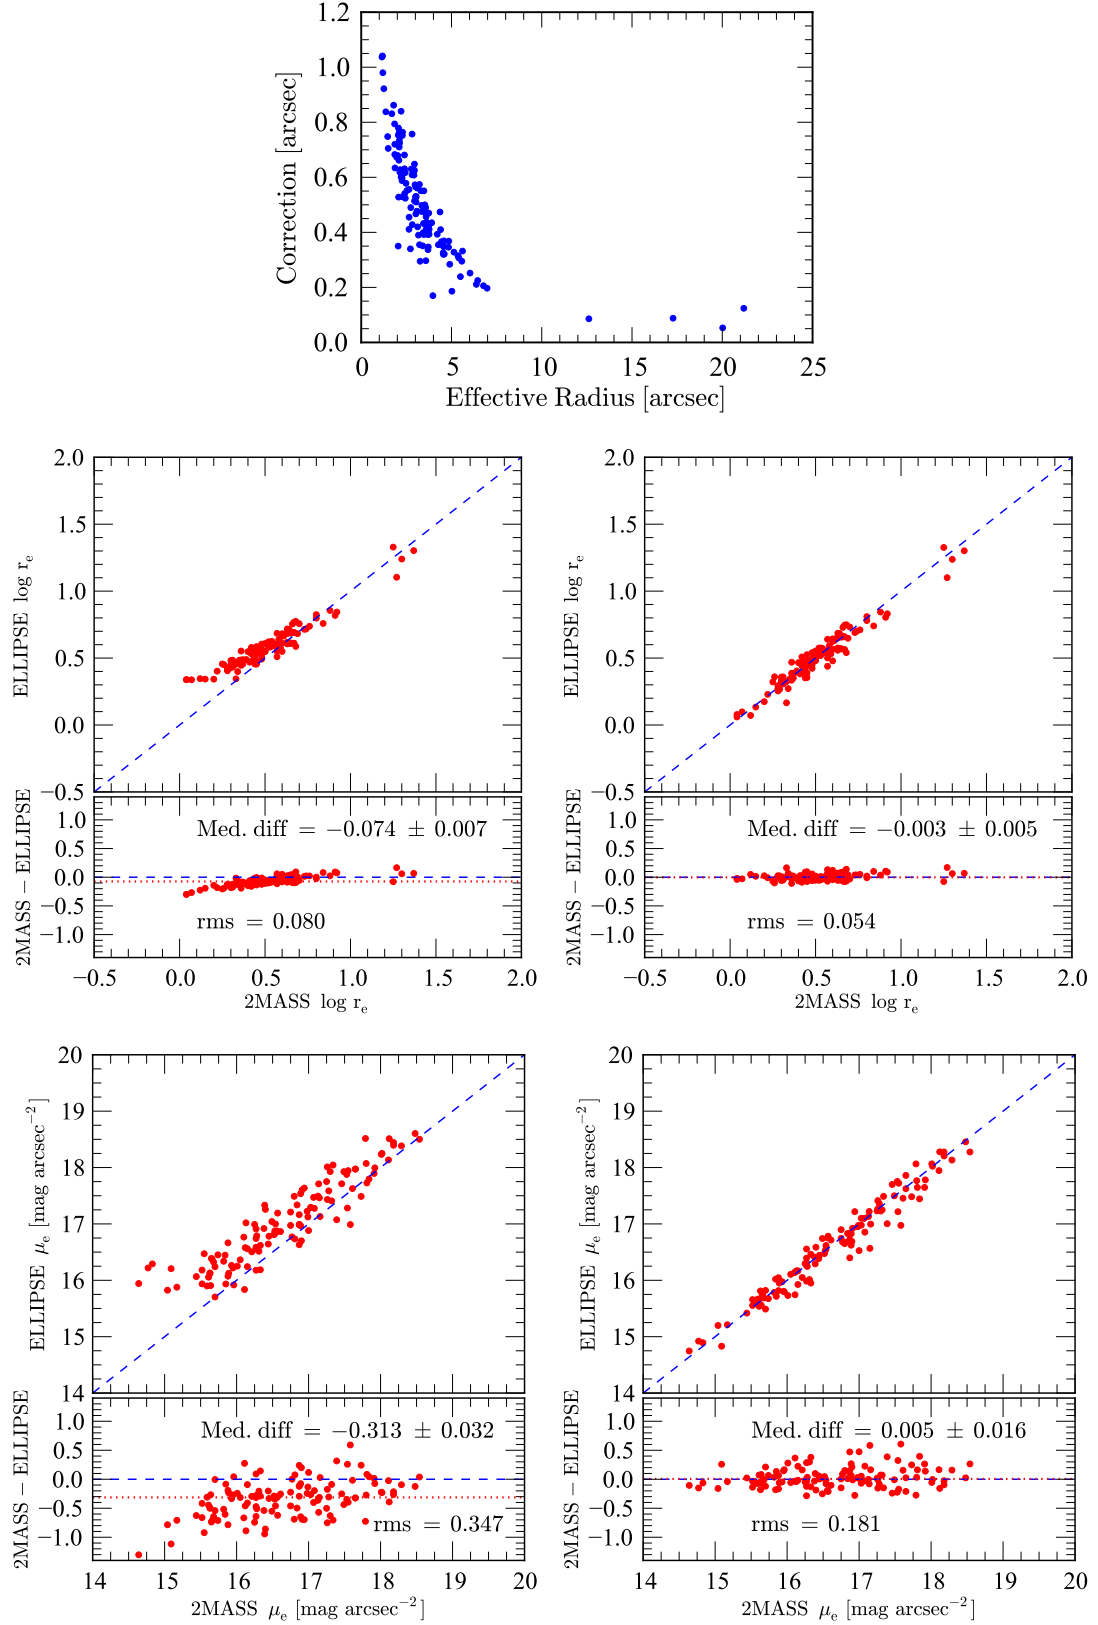 1.2
1.0
0.8
0.6
0.4
0.2
0.0
Correction [arcsec]
0 5 10 15 20 25
Effective Radius [arcsec]
2.0
1.5
1.0
0.5
0.0
−0.5
ELLIPSE log r_e
1.0
0.5
0.0
−0.5
−1.0
2MASS − ELLIPSE
Med. diff = −0.074 ± 0.007
rms = 0.080
−0.5 0.0 0.5 1.0 1.5 2.0
2MASS log r_e
2.0
1.5
1.0
0.5
0.0
−0.5
ELLIPSE log r_e
1.0
0.5
0.0
−0.5
−1.0
2MASS − ELLIPSE
Med. diff = −0.003 ± 0.005
rms = 0.054
−0.5 0.0 0.5 1.0 1.5 2.0
2MASS log r_e
20
19
18
17
16
15
14
ELLIPSE μ_e [mag arcsec⁻²]
1.0
0.5
0.0
−0.5
−1.0
2MASS − ELLIPSE
Med. diff = −0.313 ± 0.032
rms = 0.347
14 15 16 17 18 19 20
2MASS μ_e [mag arcsec⁻²]
20
19
18
17
16
15
14
ELLIPSE μ_e [mag arcsec⁻²]
1.0
0.5
0.0
−0.5
−1.0
2MASS − ELLIPSE
Med. diff = 0.005 ± 0.016
rms = 0.181
14 15 16 17 18 19 20
2MASS μ_e [mag arcsec⁻²]